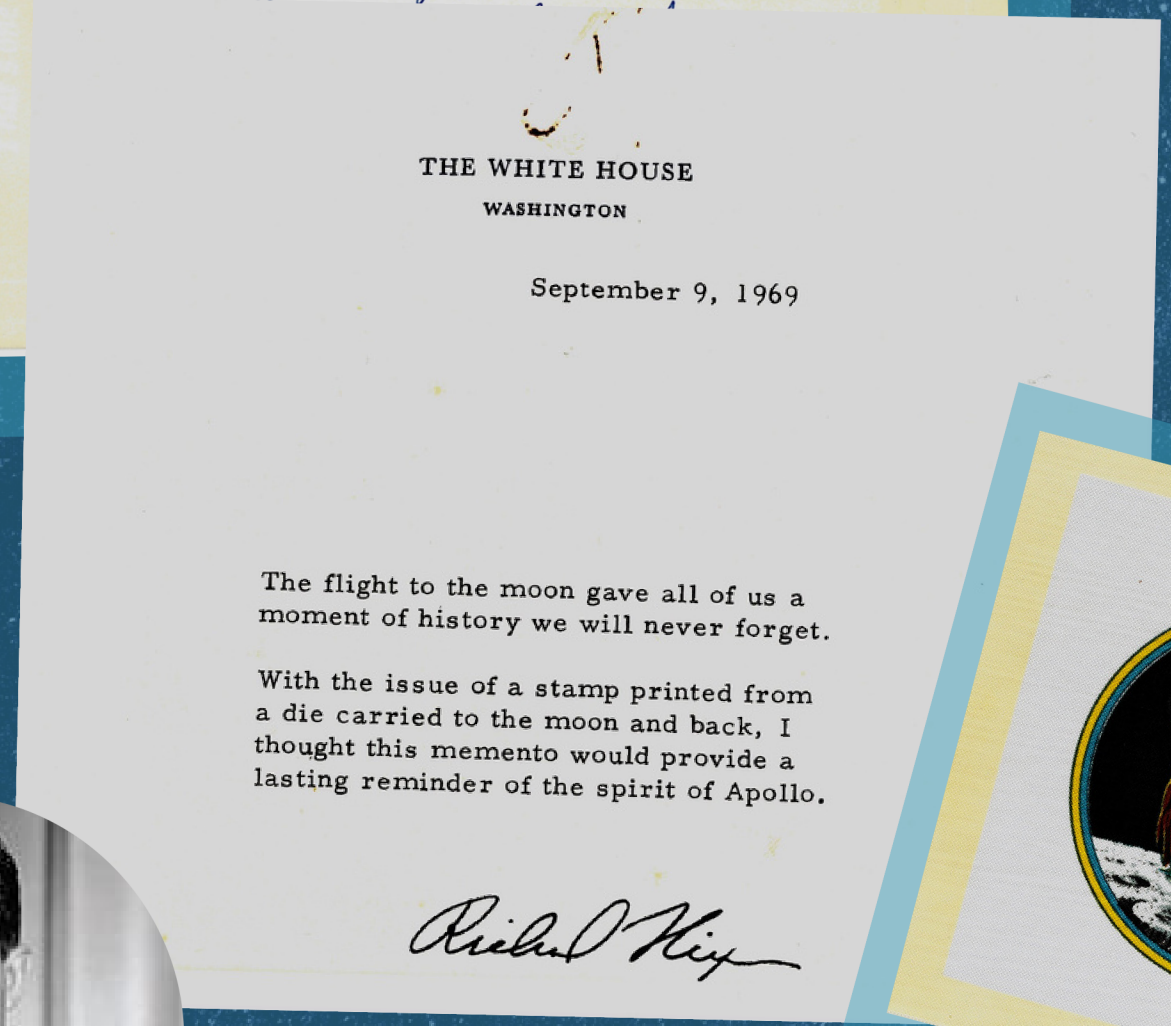 THE WHITE HOUSE
WASHINGTON
September 9, 1969
The flight to the moon gave all of us a
moment of history we will never forget.
With the issue of a stamp printed from
a die carried to the moon and back, I
thought this memento would provide a
lasting reminder of the spirit of Apollo.
Richard Nixon